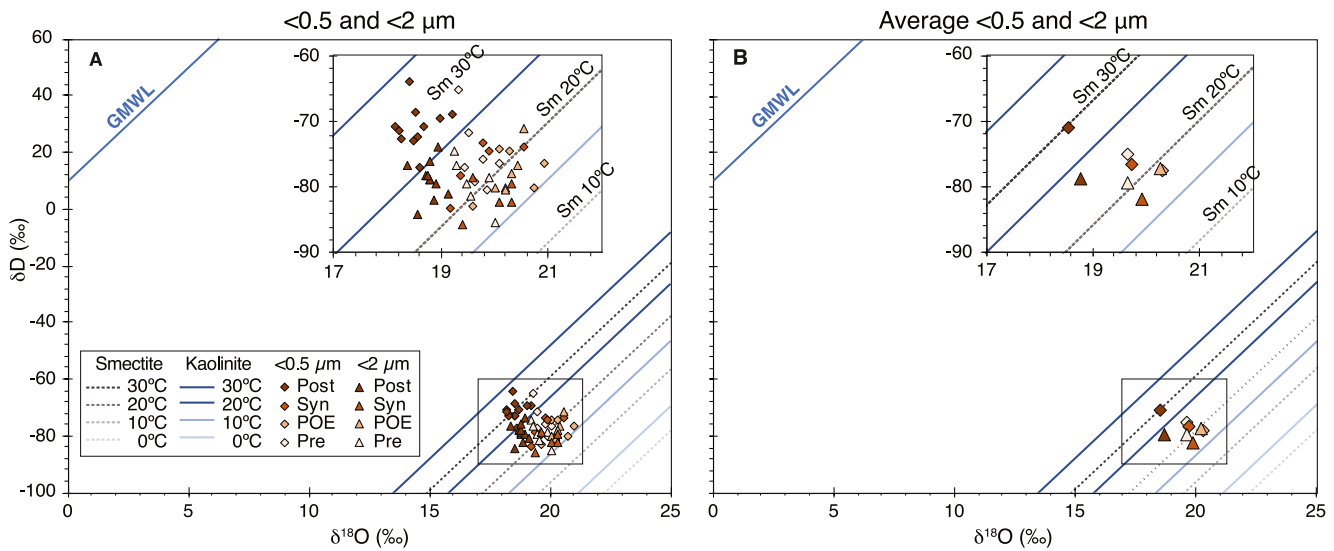 <0.5 and <2 µm
Average <0.5 and <2 µm
A
GMWL
Sm 30ºC
Sm 20ºC
Sm 10ºC
-60
-70
-80
-90
17
19
21
60
40
20
0
-20
-40
-60
-80
-100
δD (‰)
Smectite Kaolinite <0.5 µm <2 µm
30ºC 30ºC Post Post
20ºC 20ºC Syn Syn
10ºC 10ºC POE POE
0ºC 0ºC Pre Pre
0 5 10 15 20 25
δ18O (‰)
B
GMWL
Sm 30ºC
Sm 20ºC
Sm 10ºC
-60
-70
-80
-90
17
19
21
0 5 10 15 20 25
δ18O (‰)